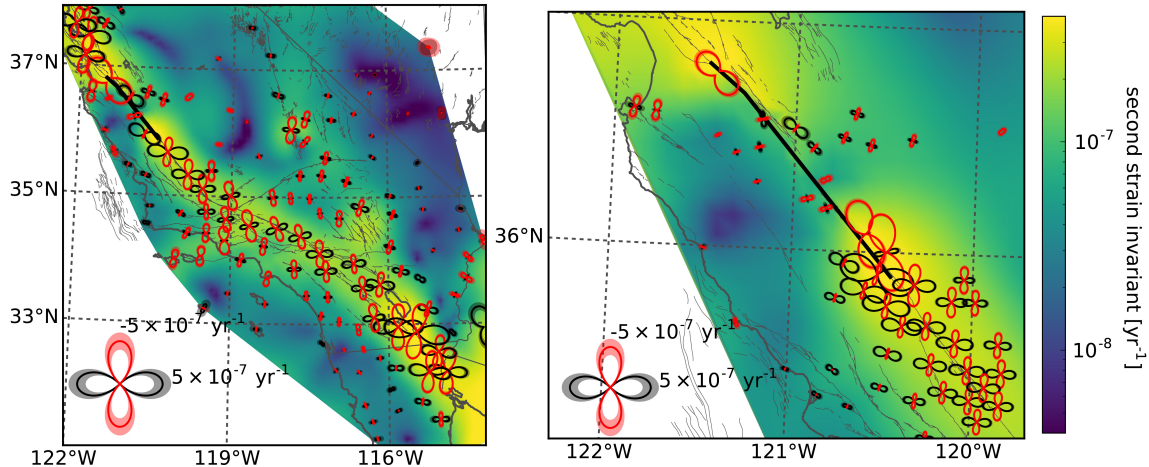 37°N
35°N
33°N
-5 × 10⁻⁷ yr⁻¹
5 × 10⁻⁷ yr⁻¹
122°W
119°W
116°W
36°N
-5 × 10⁻⁷ yr⁻¹
5 × 10⁻⁷ yr⁻¹
122°W
121°W
120°W
10⁻⁷
10⁻⁸
second strain invariant [yr⁻¹]